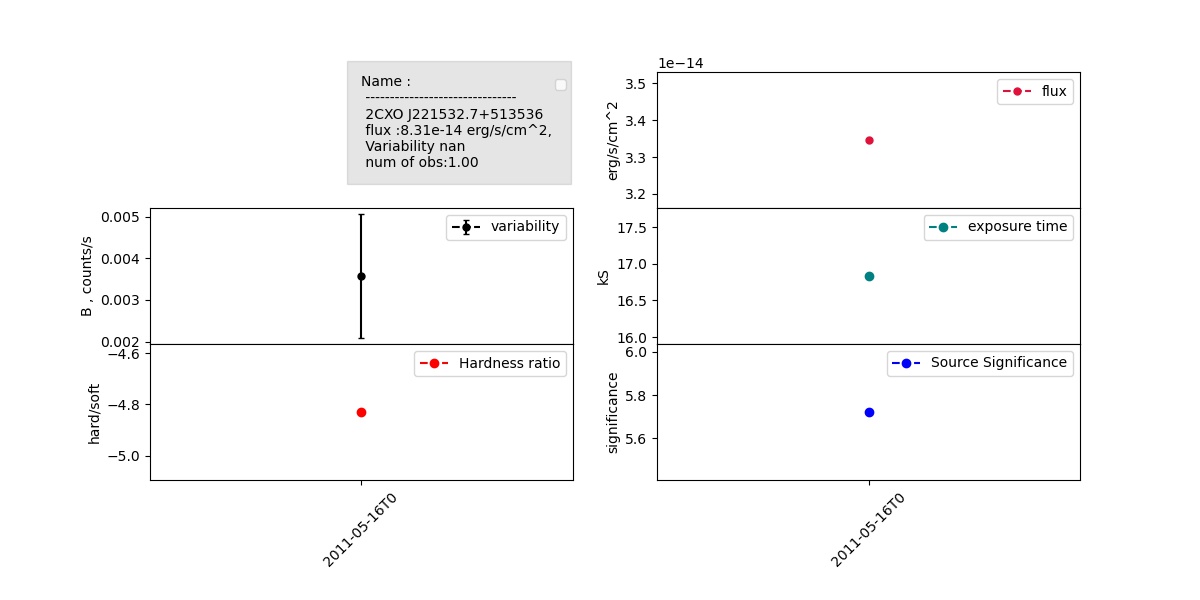 Name :
-------------------------------
2CXO J221532.7+513536
flux :8.31e-14 erg/s/cm^2,
Variability nan
num of obs:1.00
1e−14
3.5
3.4
3.3
3.2
erg/s/cm^2
flux
0.005
0.004
0.003
0.002
B , counts/s
variability
17.5
17.0
16.5
16.0
kS
exposure time
−4.6
−4.8
−5.0
hard/soft
Hardness ratio
6.0
5.8
5.6
significance
Source Significance
2011-05-16T0
2011-05-16T0